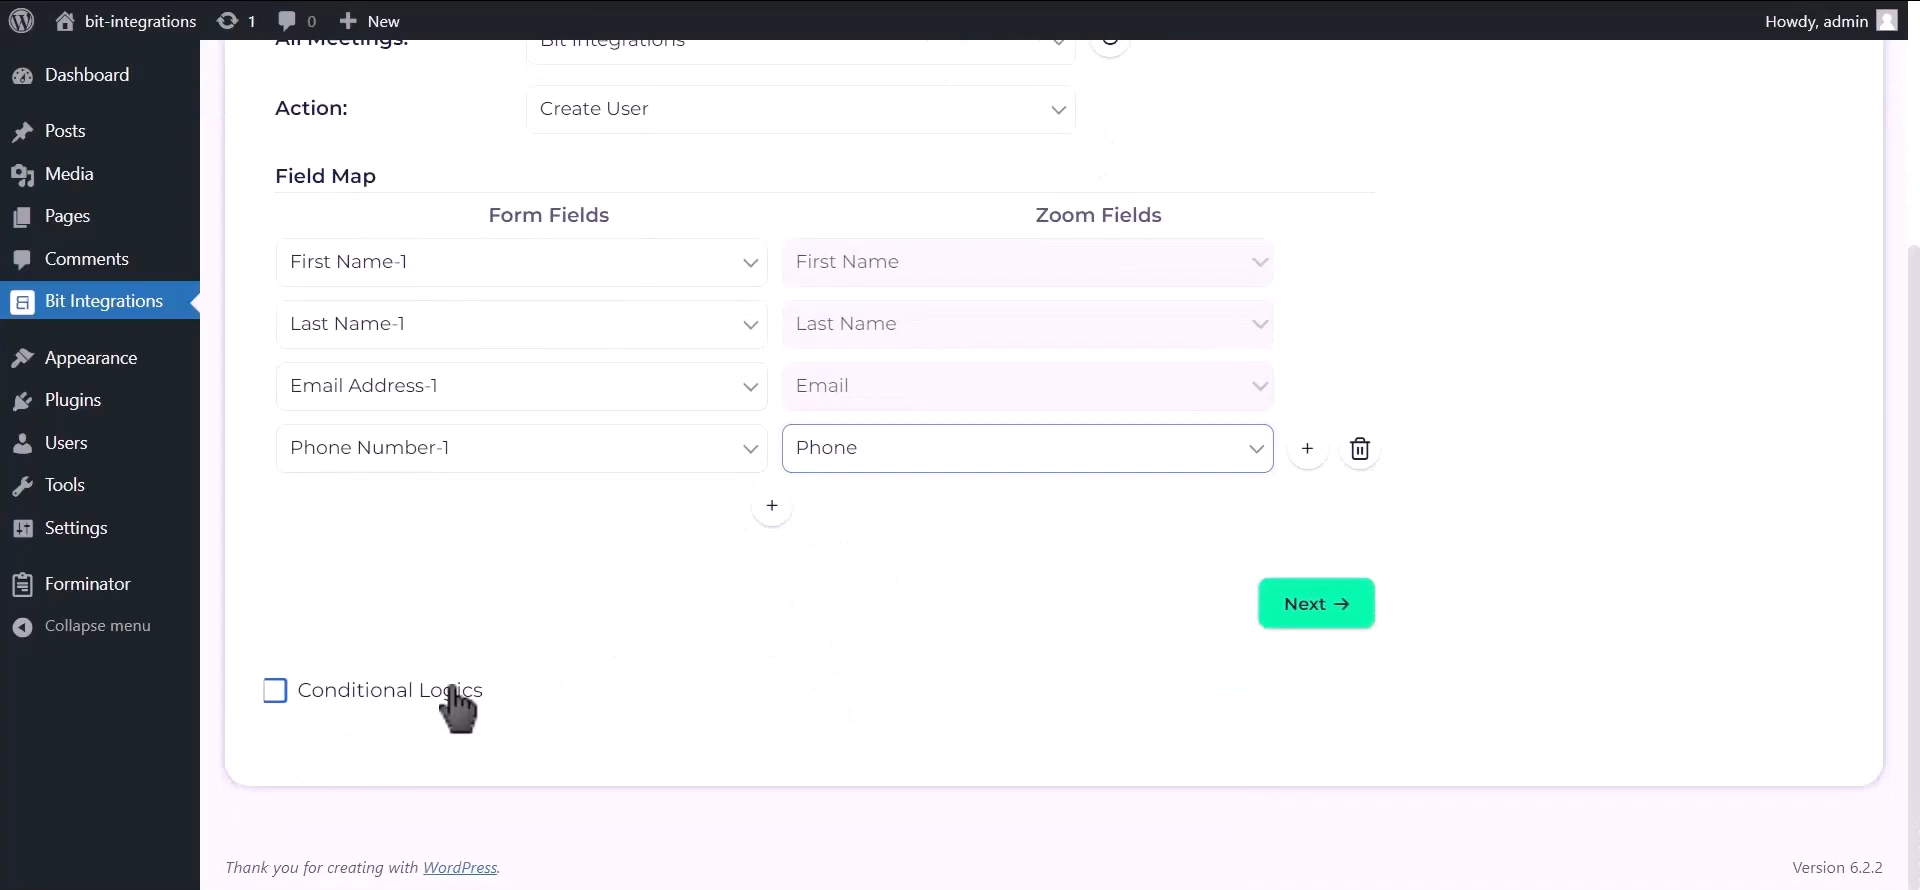 bit-integrations 1 0 New Howdy, admin
All Meetings: Bit Integrations
Dashboard
Action: Create User
Posts
Media
Field Map
Pages
Form Fields Zoom Fields
Comments
First Name-1 First Name
Bit Integrations
Last Name-1 Last Name
Appearance
Email Address-1 Email
Plugins
Users
Phone Number-1 Phone
Tools
Settings
Forminator
Next →
Collapse menu
Conditional Logics
Thank you for creating with WordPress.
Version 6.2.2